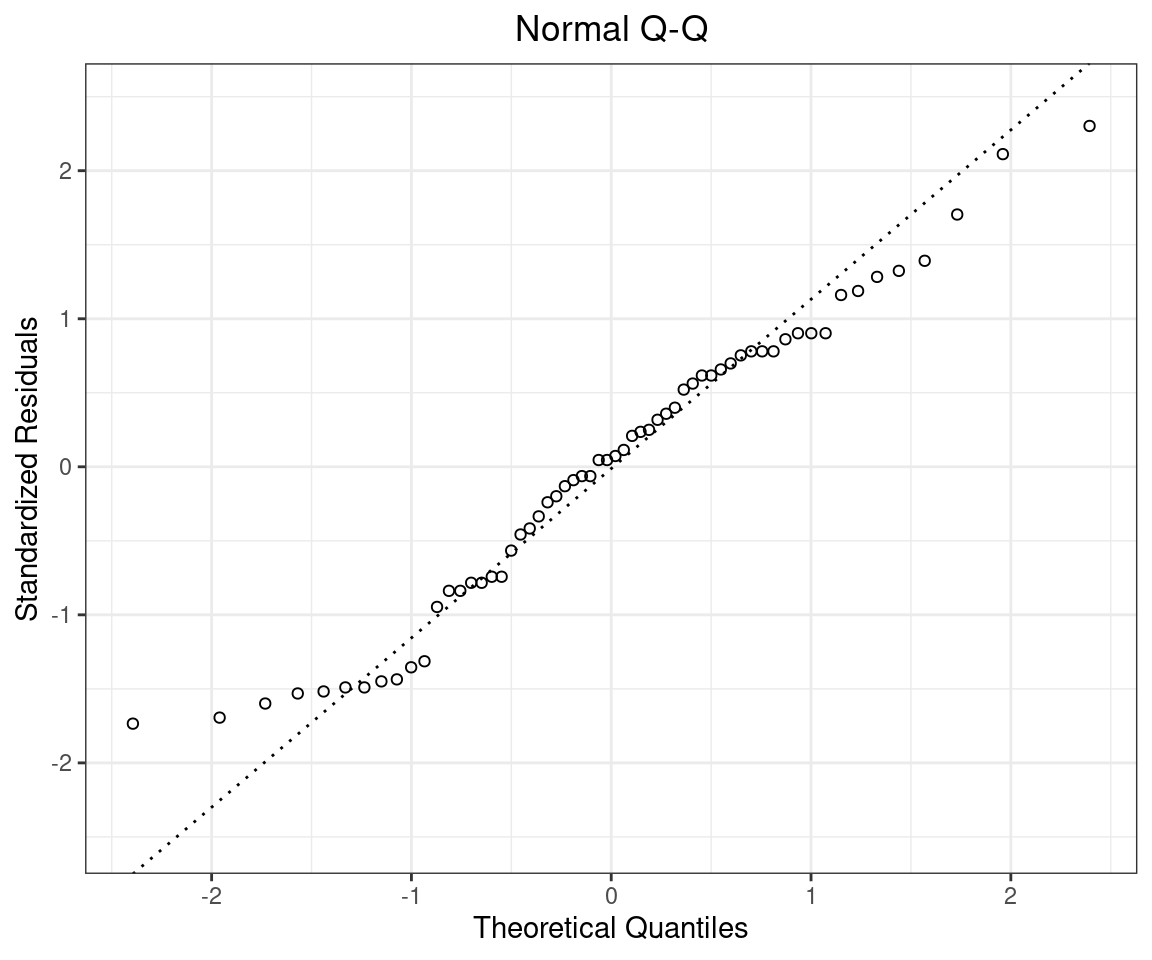 Normal Q-Q
Standardized Residuals
2
1
0
-1
-2
-2 -1 0 1 2
Theoretical Quantiles